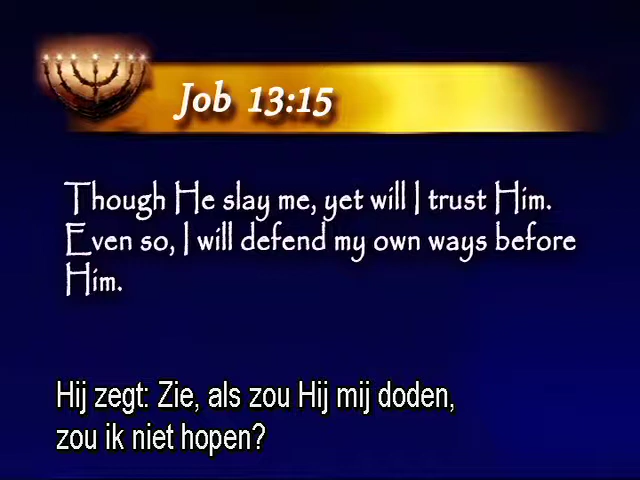 Job 13:15
Though He slay me, yet will I trust Him.
Even so, I will defend my own ways before
Him.
Hij zegt: Zie, als zou Hij mij doden,
zou ik niet hopen?